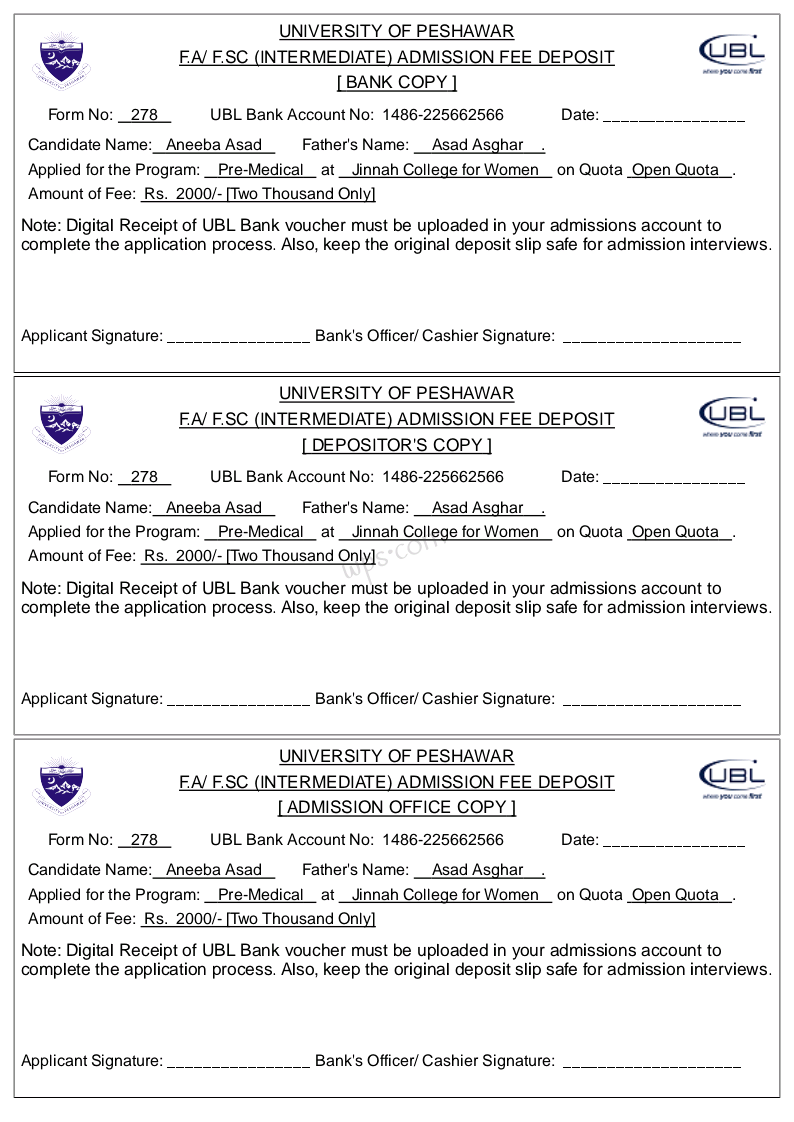 UNIVERSITY OF PESHAWAR
F.A/ F.SC (INTERMEDIATE) ADMISSION FEE DEPOSIT
[ BANK COPY ]
UBL
where you come first
Form No: 278 UBL Bank Account No: 1486-225662566 Date: ________________
Candidate Name: Aneeba Asad Father's Name: Asad Asghar .
Applied for the Program: Pre-Medical at Jinnah College for Women on Quota Open Quota .
Amount of Fee: Rs. 2000/- [Two Thousand Only]
Note: Digital Receipt of UBL Bank voucher must be uploaded in your admissions account to
complete the application process. Also, keep the original deposit slip safe for admission interviews.
Applicant Signature: ________________ Bank's Officer/ Cashier Signature: ____________________
UNIVERSITY OF PESHAWAR
F.A/ F.SC (INTERMEDIATE) ADMISSION FEE DEPOSIT
[ DEPOSITOR'S COPY ]
UBL
where you come first
Form No: 278 UBL Bank Account No: 1486-225662566 Date: ________________
Candidate Name: Aneeba Asad Father's Name: Asad Asghar .
Applied for the Program: Pre-Medical at Jinnah College for Women on Quota Open Quota .
Amount of Fee: Rs. 2000/- [Two Thousand Only]
wps.com
Note: Digital Receipt of UBL Bank voucher must be uploaded in your admissions account to
complete the application process. Also, keep the original deposit slip safe for admission interviews.
Applicant Signature: ________________ Bank's Officer/ Cashier Signature: ____________________
UNIVERSITY OF PESHAWAR
F.A/ F.SC (INTERMEDIATE) ADMISSION FEE DEPOSIT
[ ADMISSION OFFICE COPY ]
UBL
where you come first
Form No: 278 UBL Bank Account No: 1486-225662566 Date: ________________
Candidate Name: Aneeba Asad Father's Name: Asad Asghar .
Applied for the Program: Pre-Medical at Jinnah College for Women on Quota Open Quota .
Amount of Fee: Rs. 2000/- [Two Thousand Only]
Note: Digital Receipt of UBL Bank voucher must be uploaded in your admissions account to
complete the application process. Also, keep the original deposit slip safe for admission interviews.
Applicant Signature: ________________ Bank's Officer/ Cashier Signature: ____________________